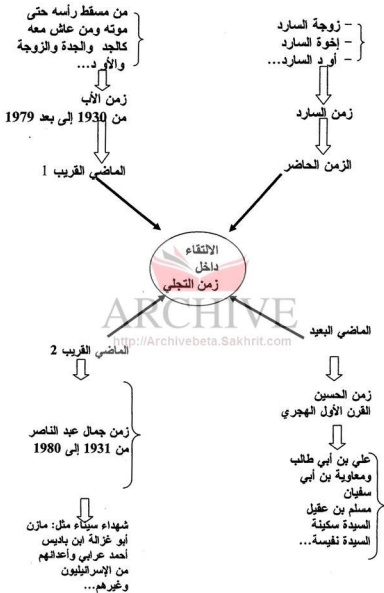 من مسقط رأسه حتى
موته ومن عاش معه
كالجد والجدة والزوجة
والأو د...
زمن الأب
من 1930 إلى بعد 1979
الماضي القريب 1
– زوجة السارد
– إخوة السارد
– أو د السارد...
زمن السارد
الزمن الحاضر
الالتقاء
داخل
زمن التجلي
ARCHIVE
http://Archivebeta.Sakhrit.com
الماضي القريب 2
زمن جمال عبد الناصر
من 1931 إلى 1980
شهداء سيناء مثل: مازن
أبو غزالة ابن باديس
أحمد عرابي وأعدائهم
من الإسرائيليون
وغيرهم...
الماضي البعيد
زمن الحسين
القرن الأول الهجري
علي بن أبي طالب
ومعاوية بن أبي
سفيان
مسلم بن عقيل
السيدة سكينة
السيدة نفيسة...